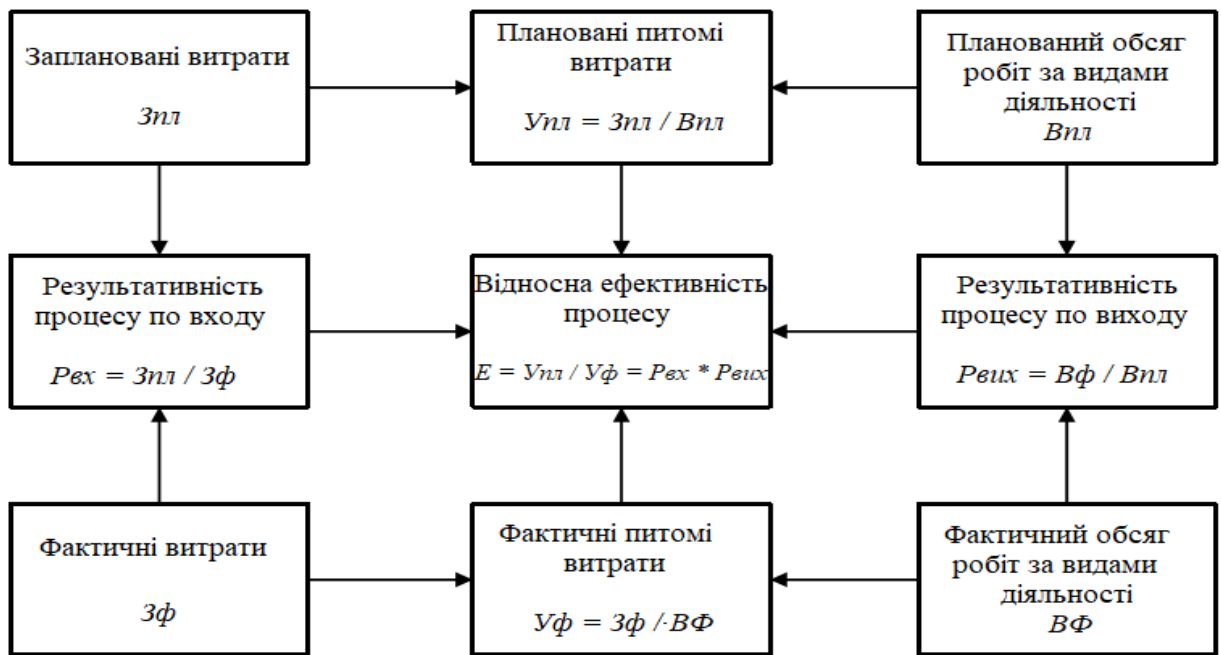 Заплановані витрати
Зпл
Плановані питомі
витрати
Упл = Зпл / Впл
Планований обсяг
робіт за видами
діяльності
Впл
Результативність
процесу по входу
Рвх = Зпл / Зф
Відносна ефективність
процесу
Е = Упл / Уф = Рвх * Рвих
Результативність
процесу по виходу
Рвих = Вф / Впл
Фактичні витрати
Зф
Фактичні питомі
витрати
Уф = Зф /·ВФ
Фактичний обсяг
робіт за видами
діяльності
ВФ